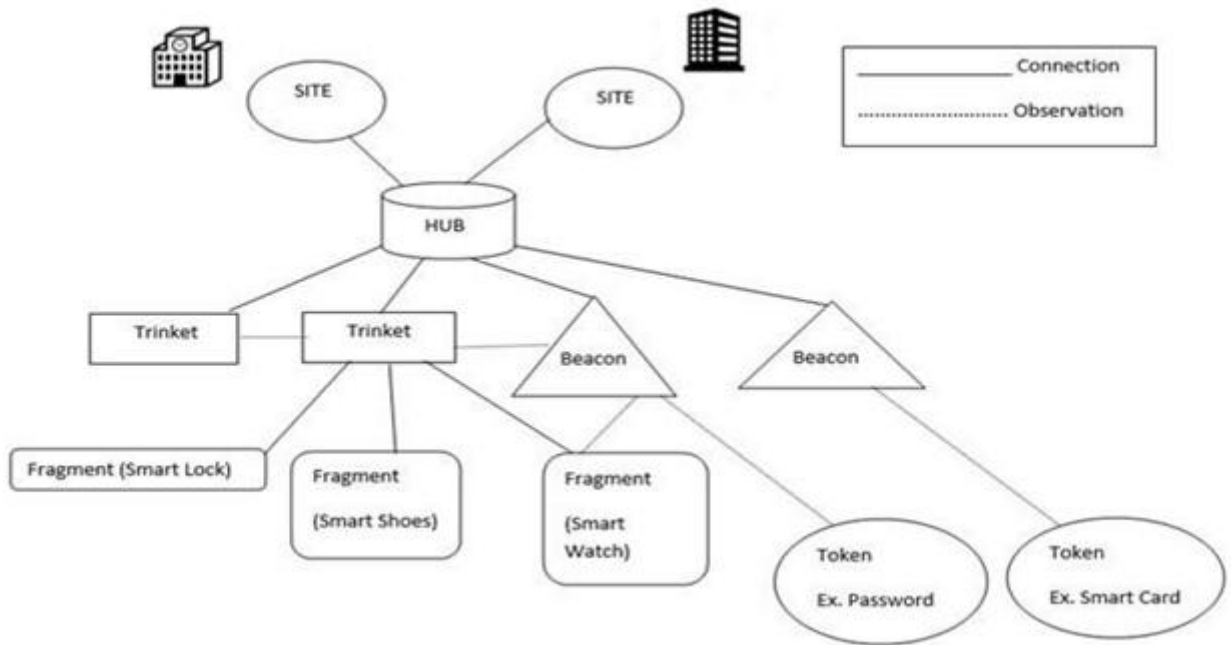 SITE
SITE
Connection
Observation
HUB
Trinket
Trinket
Beacon
Beacon
Fragment (Smart Lock)
Fragment
(Smart Shoes)
Fragment
(Smart
Watch)
Token
Ex. Password
Token
Ex. Smart Card